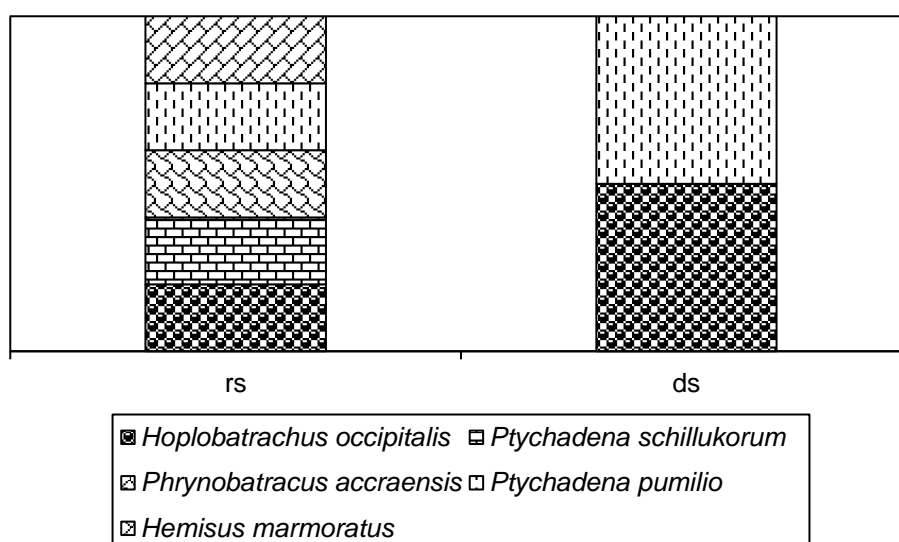 rs ds
Hoplobatrachus occipitalis Ptychadena schillukorum
Phrynobatracus accraensis Ptychadena pumilio
Hemisus marmoratus